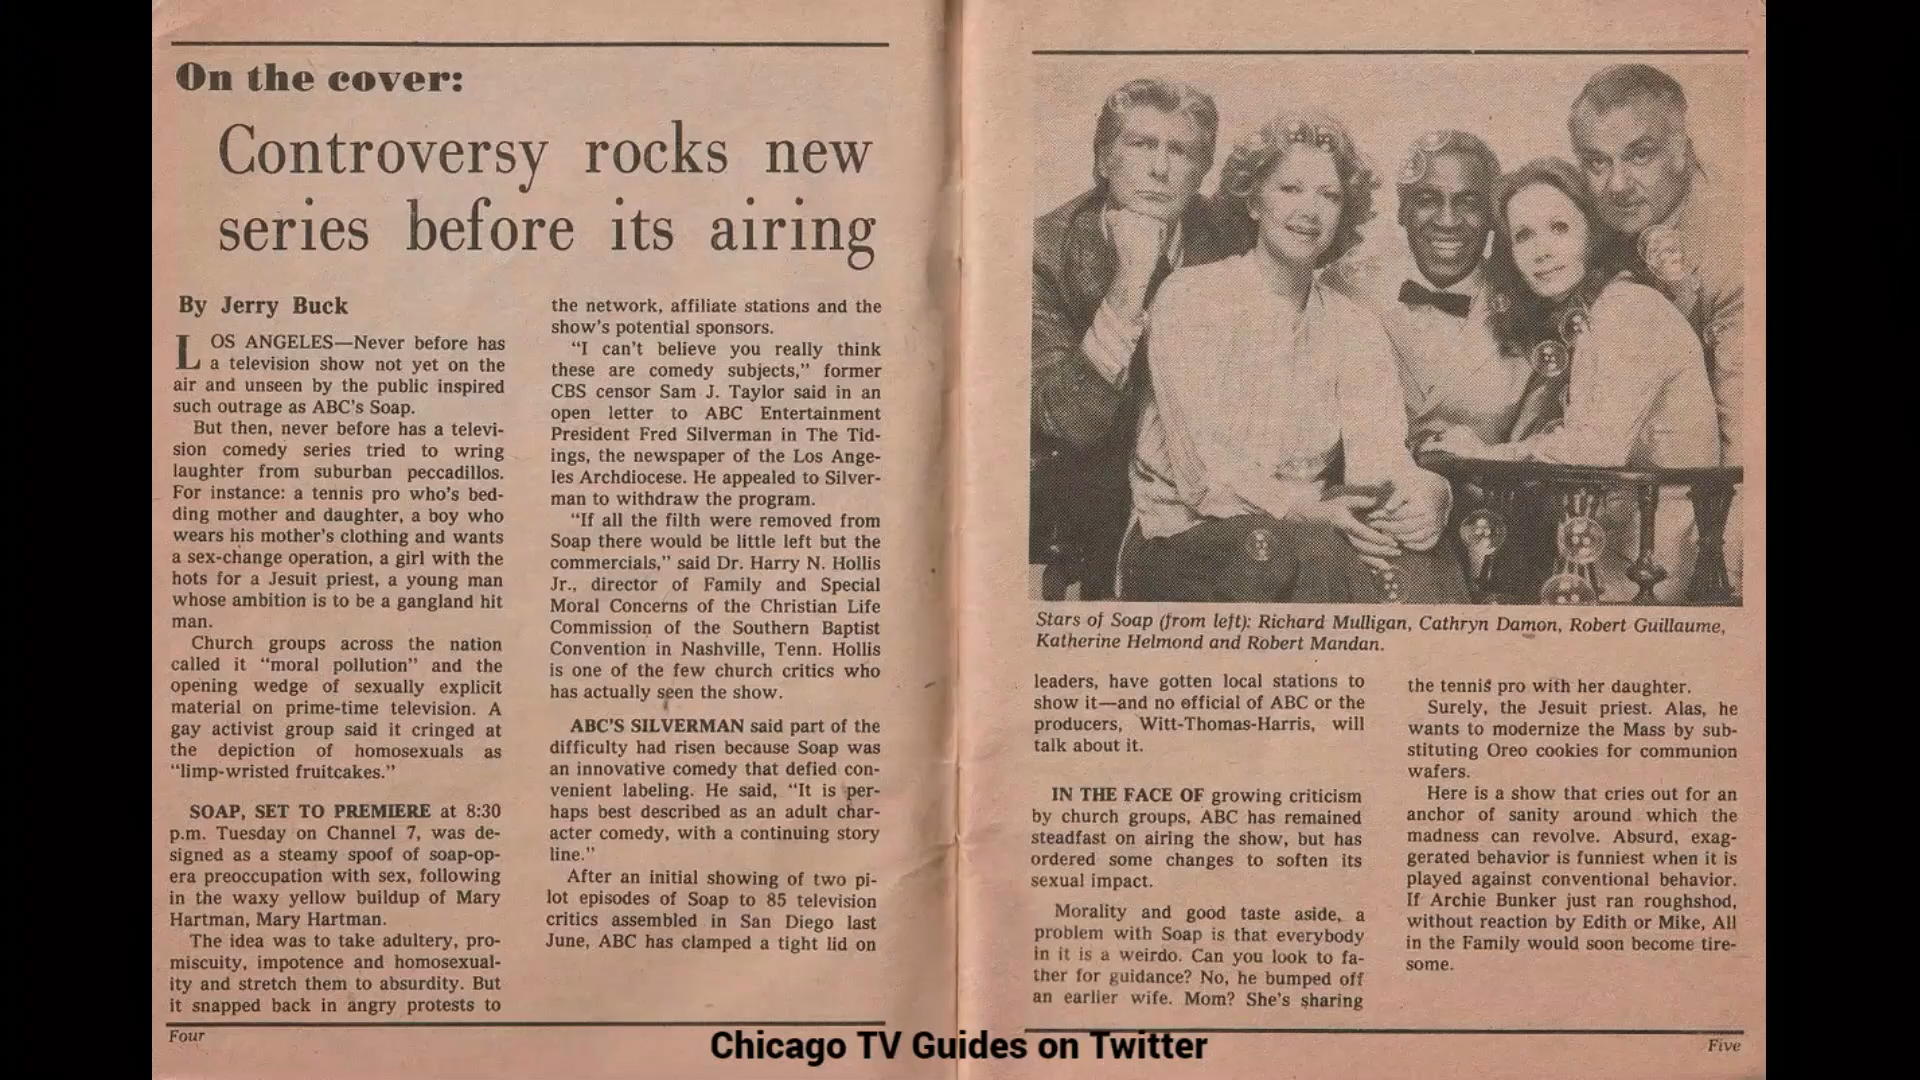 On the cover:
Controversy rocks new
series before its airing
By Jerry Buck
LOS ANGELES—Never before has
a television show not yet on the
air and unseen by the public inspired
such outrage as ABC's Soap.
But then, never before has a televi-
sion comedy series tried to wring
laughter from suburban peccadillos.
For instance: a tennis pro who's bed-
ding mother and daughter, a boy who
wears his mother's clothing and wants
a sex-change operation, a girl with the
hots for a Jesuit priest, a young man
whose ambition is to be a gangland hit
man.
Church groups across the nation
called it "moral pollution" and the
opening wedge of sexually explicit
material on prime-time television. A
gay activist group said it cringed at
the depiction of homosexuals as
"limp-wristed fruitcakes."
SOAP, SET TO PREMIERE at 8:30
p.m. Tuesday on Channel 7, was de-
signed as a steamy spoof of soap-op-
era preoccupation with sex, following
in the waxy yellow buildup of Mary
Hartman, Mary Hartman.
The idea was to take adultery, pro-
miscuity, impotence and homosexual-
ity and stretch them to absurdity. But
it snapped back in angry protests to
the network, affiliate stations and the
show's potential sponsors.
"I can't believe you really think
these are comedy subjects," former
CBS censor Sam J. Taylor said in an
open letter to ABC Entertainment
President Fred Silverman in The Tid-
ings, the newspaper of the Los Ange-
les Archdiocese. He appealed to Silver-
man to withdraw the program.
"If all the filth were removed from
Soap there would be little left but the
commercials," said Dr. Harry N. Hollis
Jr., director of Family and Special
Moral Concerns of the Christian Life
Commission of the Southern Baptist
Convention in Nashville, Tenn. Hollis
is one of the few church critics who
has actually seen the show.
ABC'S SILVERMAN said part of the
difficulty had risen because Soap was
an innovative comedy that defied con-
venient labeling. He said, "It is per-
haps best described as an adult char-
acter comedy, with a continuing story
line."
After an initial showing of two pi-
lot episodes of Soap to 85 television
critics assembled in San Diego last
June, ABC has clamped a tight lid on
Four
Stars of Soap (from left): Richard Mulligan, Cathryn Damon, Robert Guillaume,
Katherine Helmond and Robert Mandan.
leaders, have gotten local stations to
show it—and no official of ABC or the
producers, Witt-Thomas-Harris, will
talk about it.
IN THE FACE OF growing criticism
by church groups, ABC has remained
steadfast on airing the show, but has
ordered some changes to soften its
sexual impact.
Morality and good taste aside, a
problem with Soap is that everybody
in it is a weirdo. Can you look to fa-
ther for guidance? No, he bumped off
an earlier wife. Mom? She's sharing
the tennis pro with her daughter.
Surely, the Jesuit priest. Alas, he
wants to modernize the Mass by sub-
stituting Oreo cookies for communion
wafers.
Here is a show that cries out for an
anchor of sanity around which the
madness can revolve. Absurd, exag-
gerated behavior is funniest when it is
played against conventional behavior.
If Archie Bunker just ran roughshod,
without reaction by Edith or Mike, All
in the Family would soon become tire-
some.
Five
Chicago TV Guides on Twitter